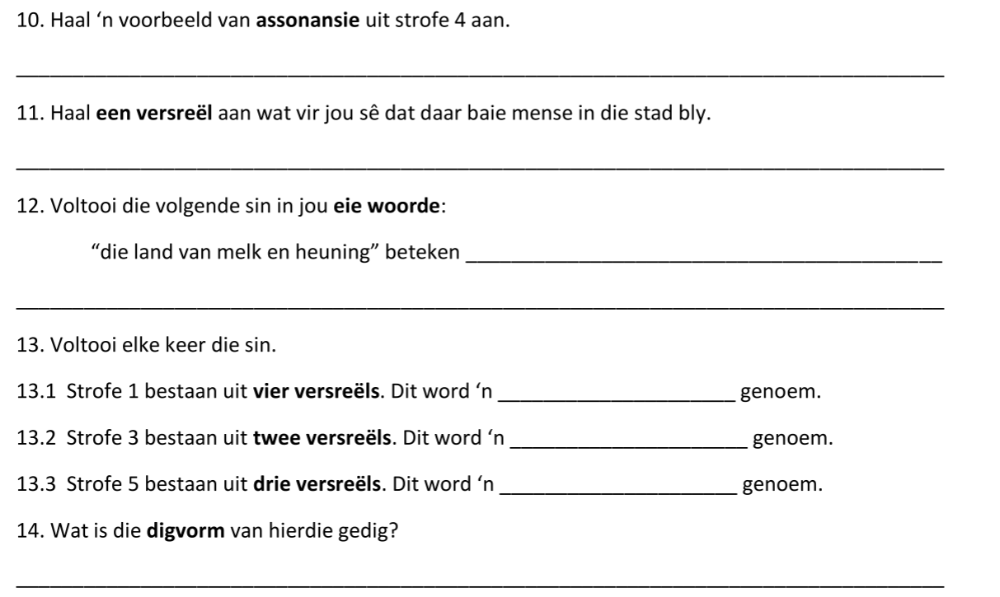 10. Haal ‘n voorbeeld van assonansie uit strofe 4 aan.
11. Haal een versreël aan wat vir jou sê dat daar baie mense in die stad bly.
12. Voltooi die volgende sin in jou eie woorde:
“die land van melk en heuning” beteken ___
13. Voltooi elke keer die sin.
13.1 Strofe 1 bestaan uit vier versreëls. Dit word ‘n ___ genoem.
13.2 Strofe 3 bestaan uit twee versreëls. Dit word ‘n ___ genoem.
13.3 Strofe 5 bestaan uit drie versreëls. Dit word ‘n ___ genoem.
14. Wat is die digvorm van hierdie gedig?